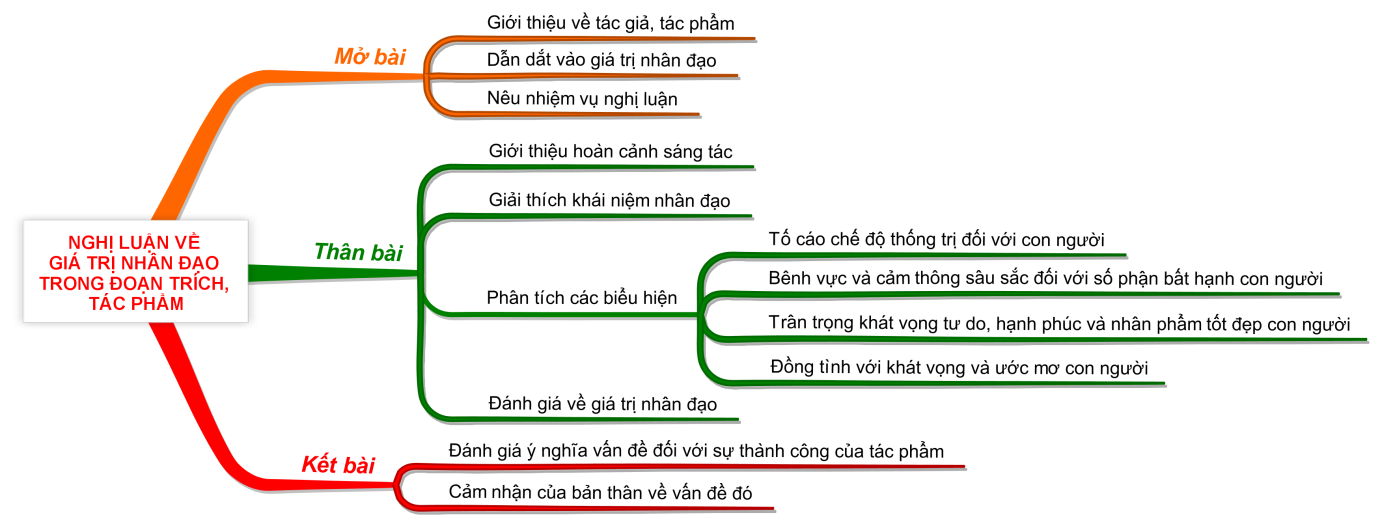 NGHỊ LUẬN VỀ
GIÁ TRỊ NHÂN ĐẠO
TRONG ĐOẠN TRÍCH,
TÁC PHẨM
Mở bài
Giới thiệu về tác giả, tác phẩm
Dẫn dắt vào giá trị nhân đạo
Nêu nhiệm vụ nghị luận
Thân bài
Giới thiệu hoàn cảnh sáng tác
Giải thích khái niệm nhân đạo
Phân tích các biểu hiện
Tố cáo chế độ thống trị đối với con người
Bênh vực và cảm thông sâu sắc đối với số phận bất hạnh con người
Trân trọng khát vọng tư do, hạnh phúc và nhân phẩm tốt đẹp con người
Đồng tình với khát vọng và ước mơ con người
Đánh giá về giá trị nhân đạo
Kết bài
Đánh giá ý nghĩa vấn đề đối với sự thành công của tác phẩm
Cảm nhận của bản thân về vấn đề đó